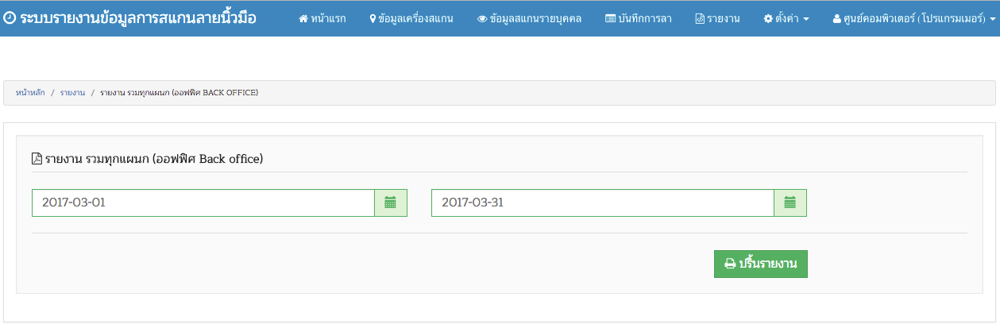 ระบบรายงานข้อมูลการสแกนลายนิ้วมือ หน้าแรก ข้อมูลเครื่องสแกน ข้อมูลสแกนรายบุคคล บันทึกการลา รายงาน ตั้งค่า ศูนย์คอมพิวเตอร์ (โปรแกรมเมอร์)
หน้าหลัก / รายงาน / รายงาน รวมทุกแผนก (ออฟฟิศ BACK OFFICE)
รายงาน รวมทุกแผนก (ออฟฟิศ Back office)
2017-03-01 2017-03-31
ปริ้นรายงาน